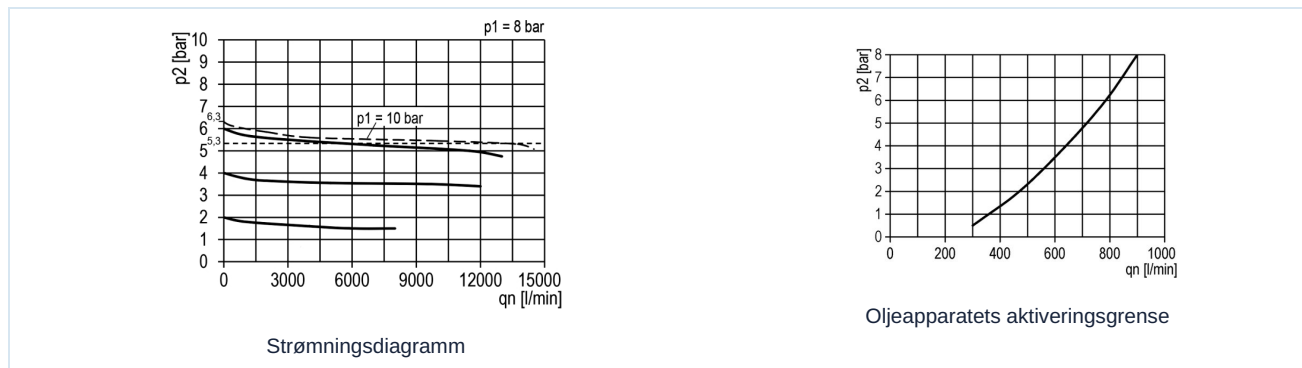 p1 = 8 bar
p2 [bar]
10
9
8
7
6,3
6
5,3
5
4
3
2
1
0
p1 = 10 bar
0 3000 6000 9000 12000 15000
qn [l/min]
Strømningsdiagramm
p2 [bar]
8
7
6
5
4
3
2
1
0
0 200 400 600 800 1000
qn [l/min]
Oljeapparatets aktiveringsgrense